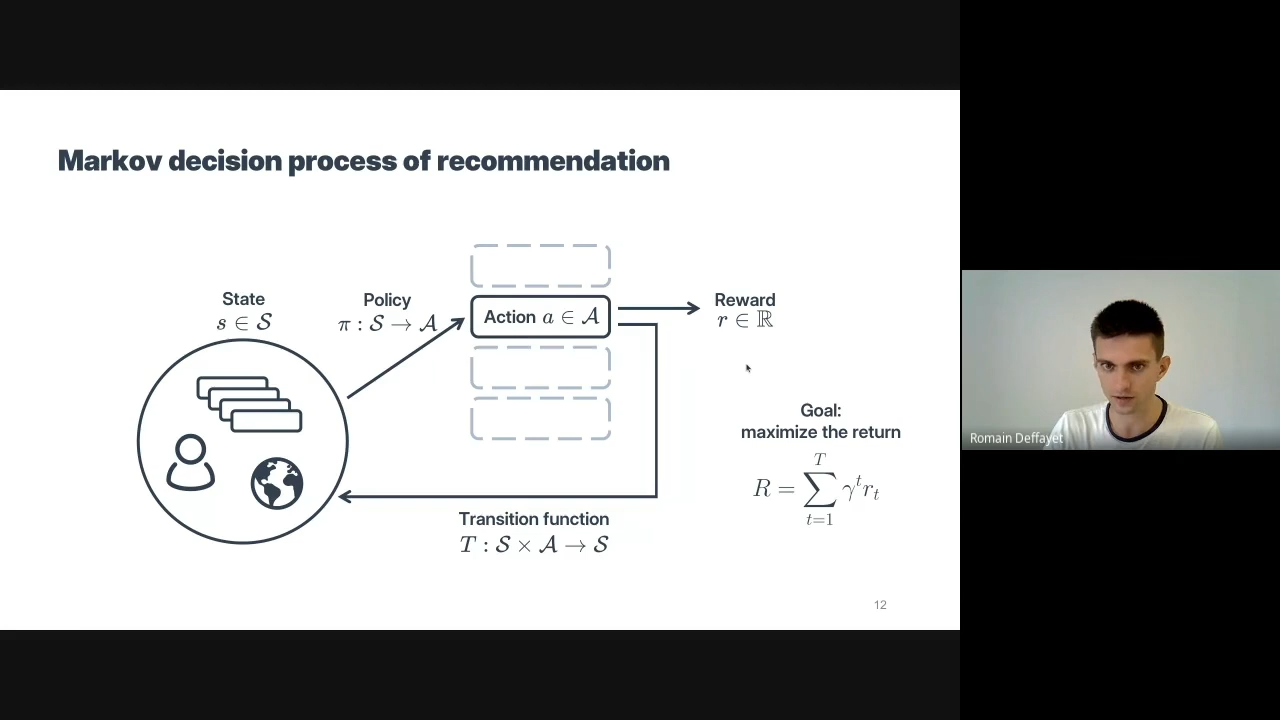 Markov decision process of recommendation
State
s ∈ 𝒮
Policy
π : 𝒮 → 𝒜
Action a ∈ 𝒜
Reward
r ∈ ℝ
Goal:
maximize the return
R = ∑_{t=1}^{T} γ^t r_t
Transition function
T : 𝒮 × 𝒜 → 𝒮
12
Romain Deffayet